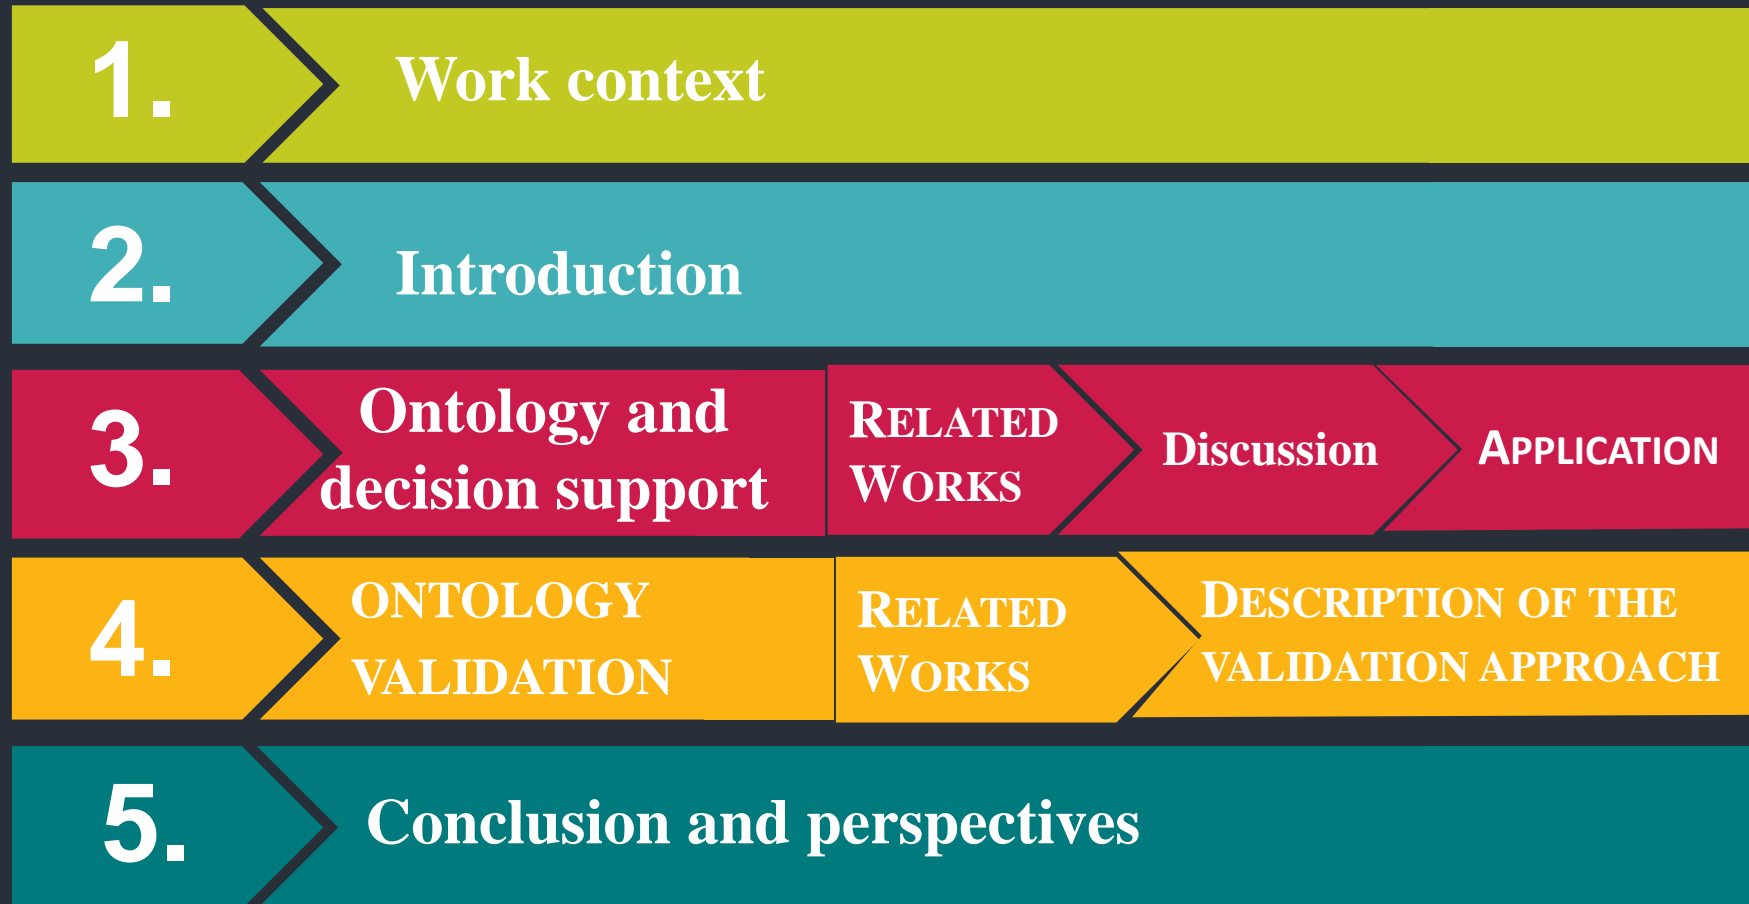 1.
Work context
2.
Introduction
3.
Ontology and
decision support
RELATED
WORKS
Discussion
APPLICATION
4.
ONTOLOGY
VALIDATION
RELATED
WORKS
DESCRIPTION OF THE
VALIDATION APPROACH
5.
Conclusion and perspectives